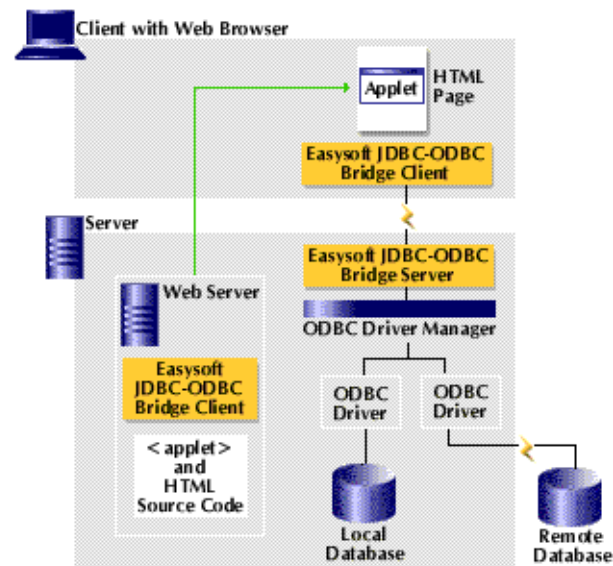 Client with Web Browser
Applet
HTML
Page
Easysoft JDBC-ODBC
Bridge Client
Server
Easysoft JDBC-ODBC
Bridge Server
Web Server
ODBC Driver Manager
Easysoft
JDBC-ODBC
Bridge Client
ODBC
Driver
ODBC
Driver
<applet>
and
HTML
Source Code
Local
Database
Remote
Database